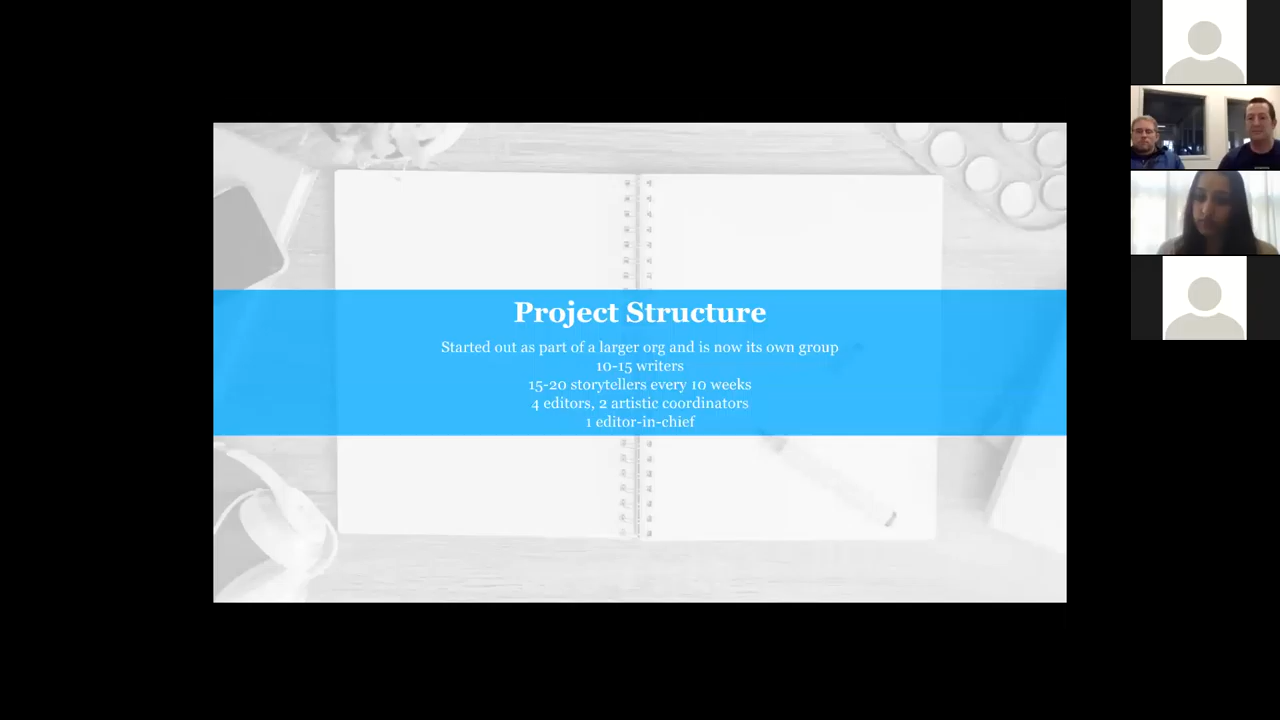 Project Structure
Started out as part of a larger org and is now its own group
10-15 writers
15-20 storytellers every 10 weeks
4 editors, 2 artistic coordinators
1 editor-in-chief